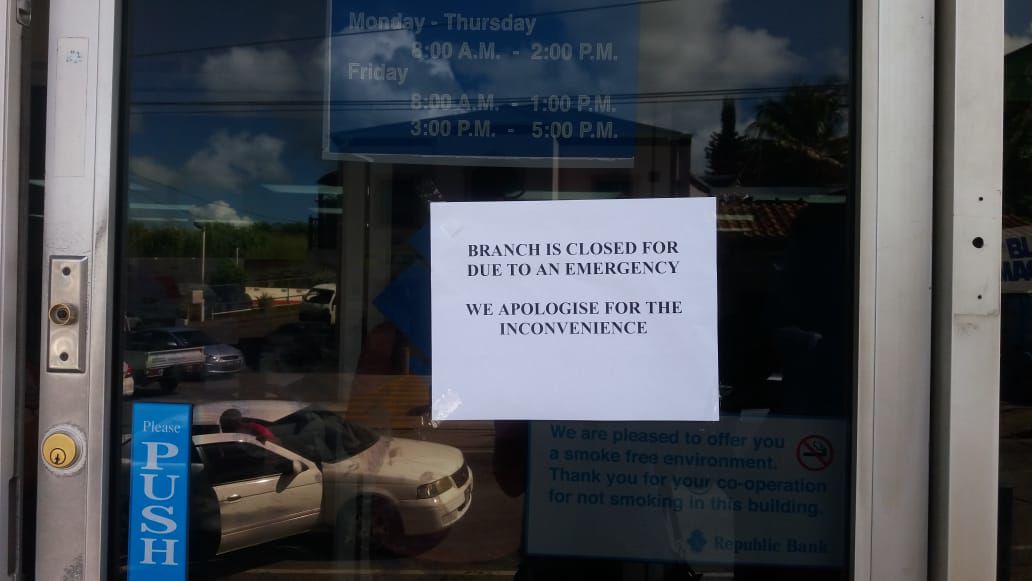 Monday - Thursday
8:00 A.M. - 2:00 P.M.
Friday
8:00 A.M. - 1:00 P.M.
3:00 P.M. - 5:00 P.M.
BRANCH IS CLOSED FOR
DUE TO AN EMERGENCY
WE APOLOGISE FOR THE
INCONVENIENCE
Please
PUSH
We are pleased to offer you
a smoke free environment.
Thank you for your co-operation
for not smoking in this building.
Republic Bank